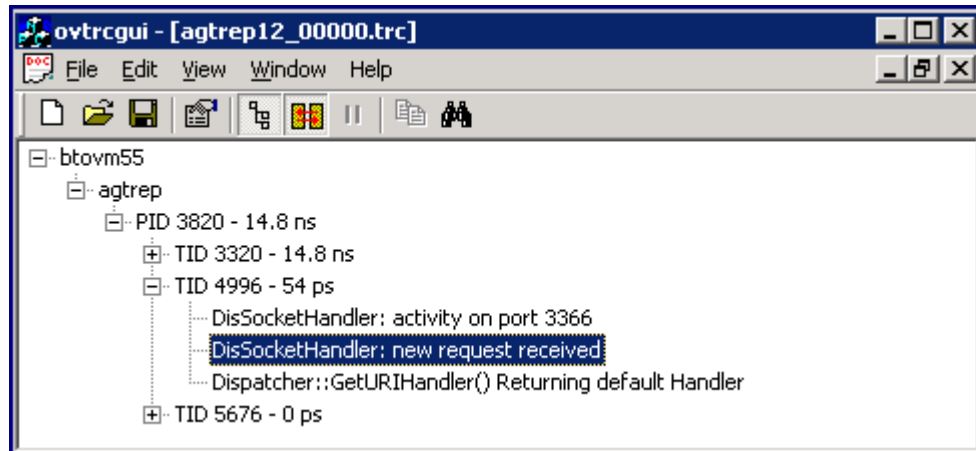 ovtrcgui - [agtrep12_00000.trc]
DOC File Edit View Window Help
btovm55
agtrep
PID 3820 - 14.8 ns
TID 3320 - 14.8 ns
TID 4996 - 54 ps
DisSocketHandler: activity on port 3366
DisSocketHandler: new request received
Dispatcher::GetURIHandler() Returning default Handler
TID 5676 - 0 ps